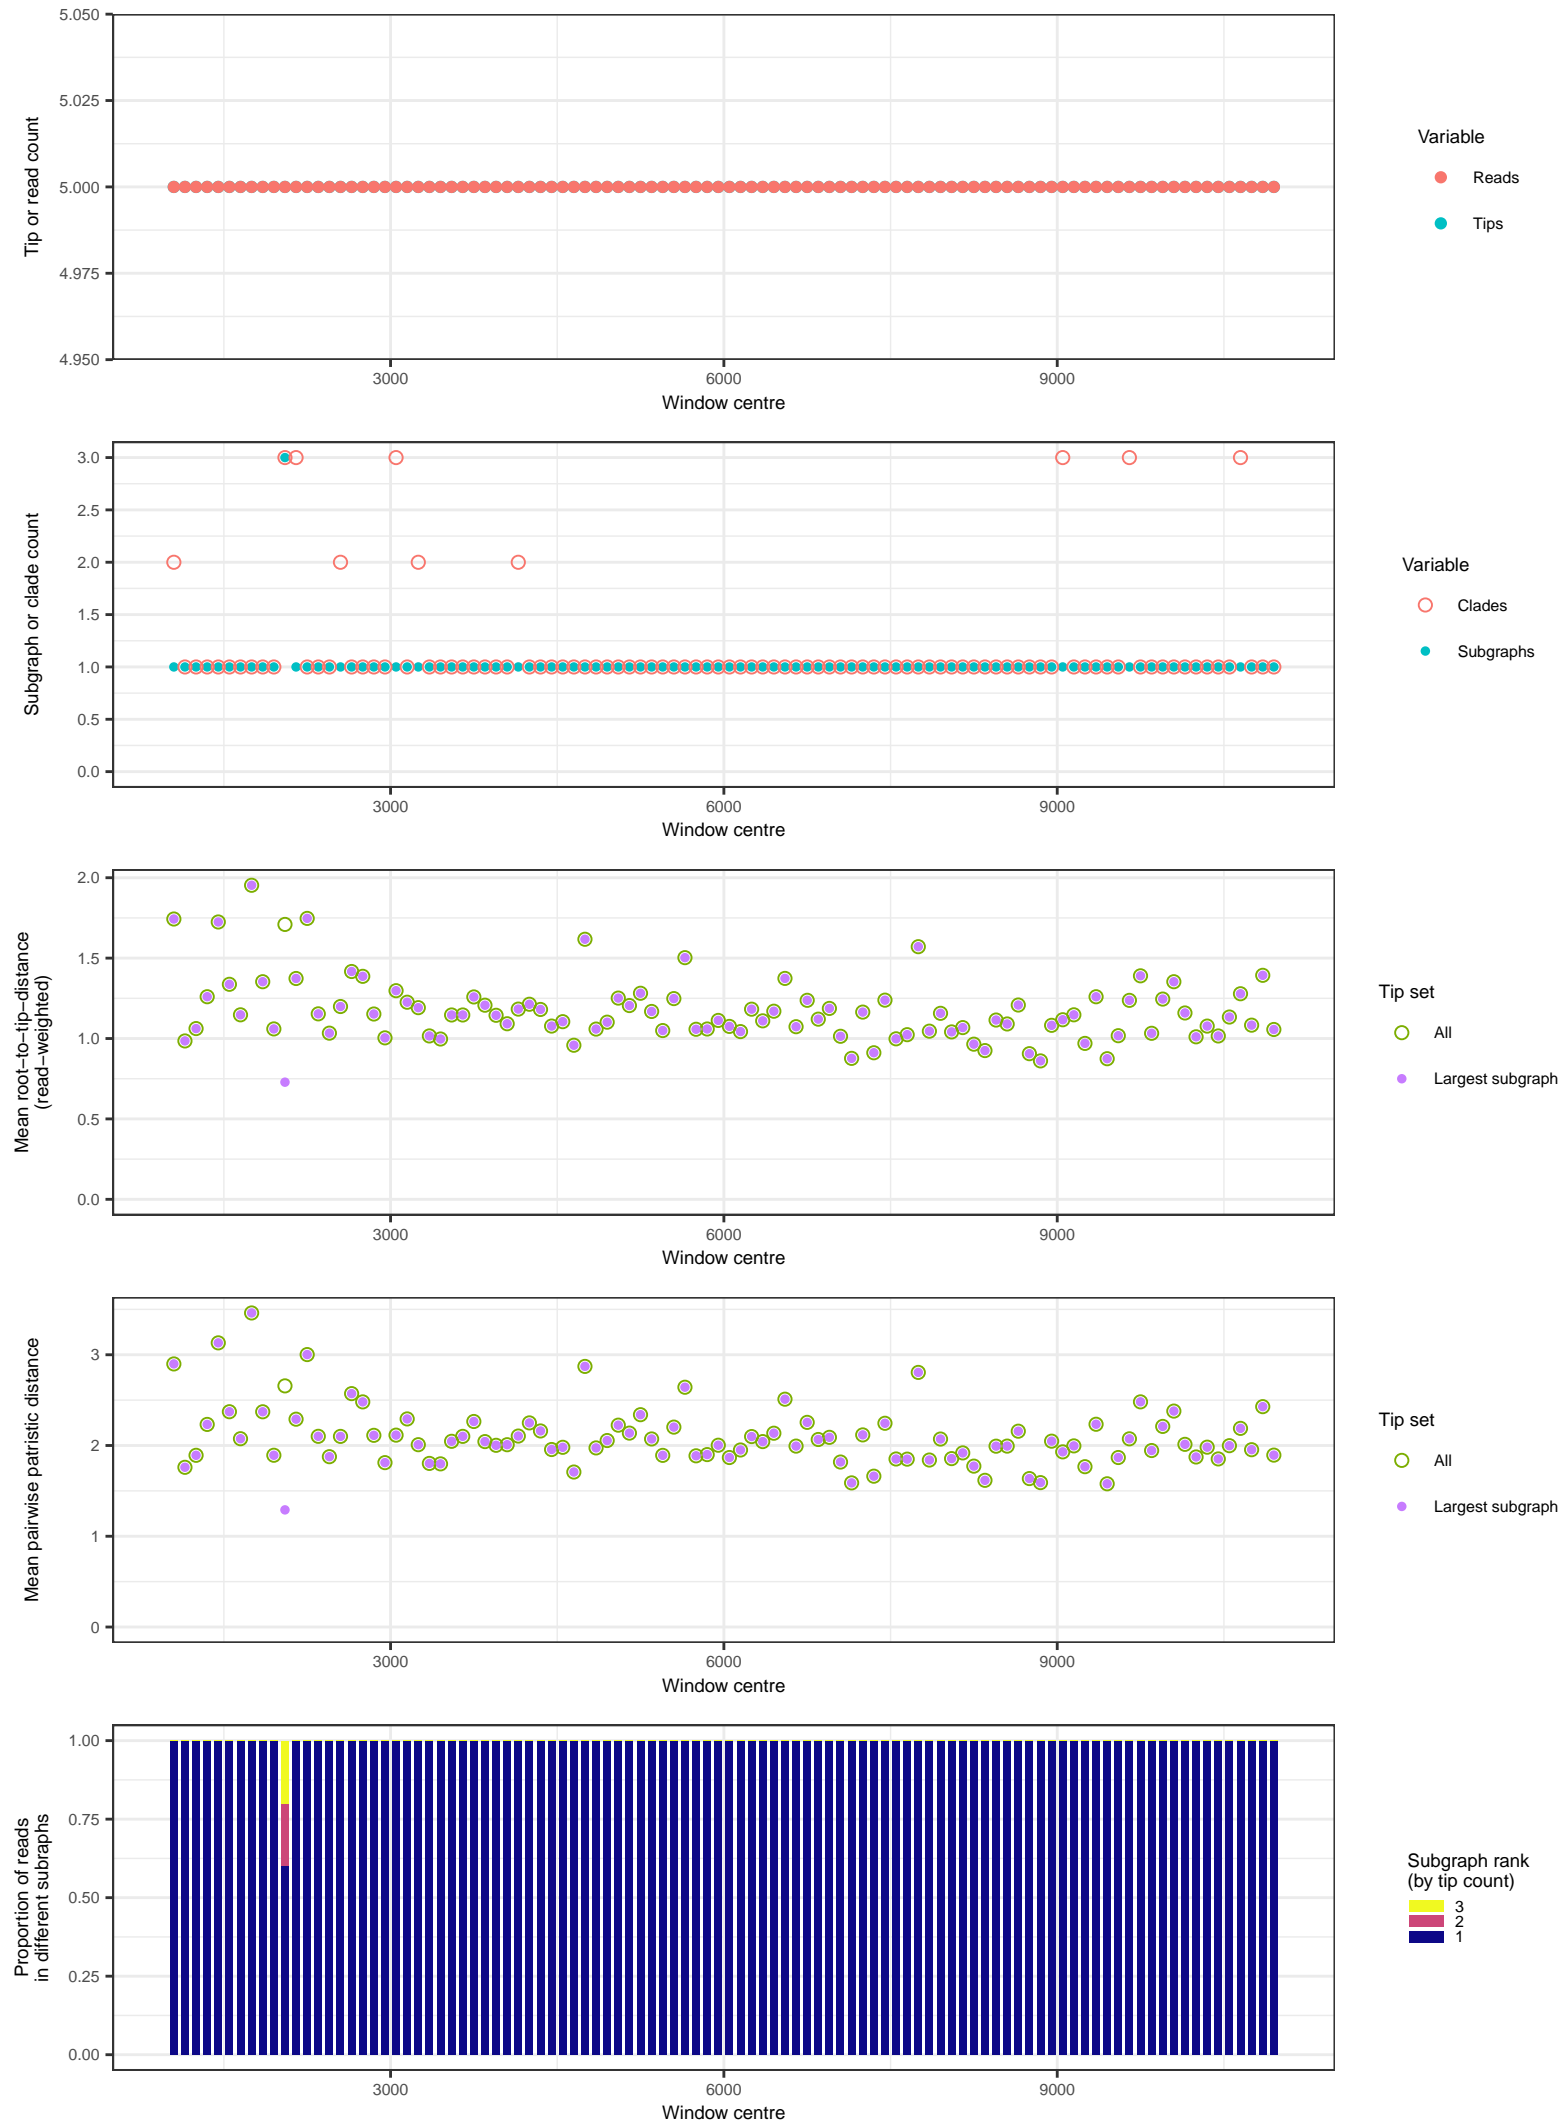 5.050
5.025
5.000
4.975
4.950
Tip or read count
3000 6000 9000
Window centre
Variable
Reads
Tips
3.0
2.5
2.0
1.5
1.0
0.5
0.0
Subgraph or clade count
3000 6000 9000
Window centre
Variable
Clades
Subgraphs
2.0
1.5
1.0
0.5
0.0
Mean root−to−tip−distance
(read−weighted)
3000 6000 9000
Window centre
Tip set
All
Largest subgraph
3
2
1
0
Mean pairwise patristic distance
3000 6000 9000
Window centre
Tip set
All
Largest subgraph
1.00
0.75
0.50
0.25
0.00
Proportion of reads
in different subraphs
3000 6000 9000
Window centre
Subgraph rank
(by tip count)
3
2
1